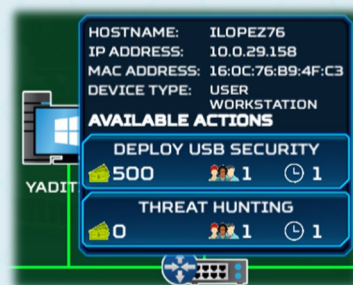 HOSTNAME: ILOPEZ76
IP ADDRESS: 10.0.29.158
MAC ADDRESS: 16:0C:76:B9:4F:C3
DEVICE TYPE: USER
WORKSTATION
AVAILABLE ACTIONS
DEPLOY USB SECURITY
500 1 1
YADIT
THREAT HUNTING
0 1 1